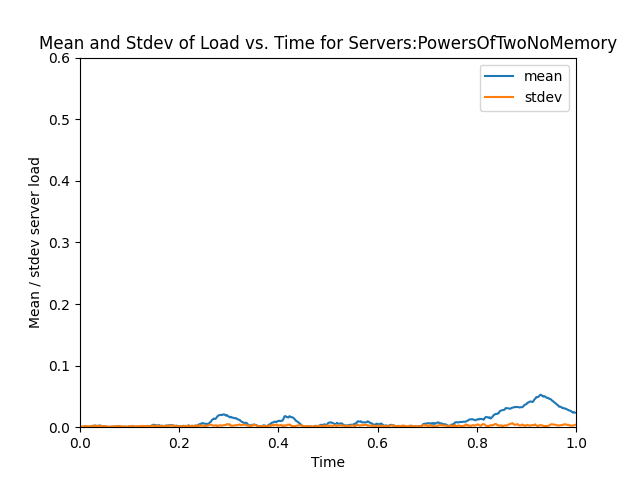 Mean and Stdev of Load vs. Time for Servers:PowersOfTwoNoMemory
mean
stdev
0.6
0.5
0.4
0.3
0.2
0.1
0.0
Mean / stdev server load
0.0 0.2 0.4 0.6 0.8 1.0
Time